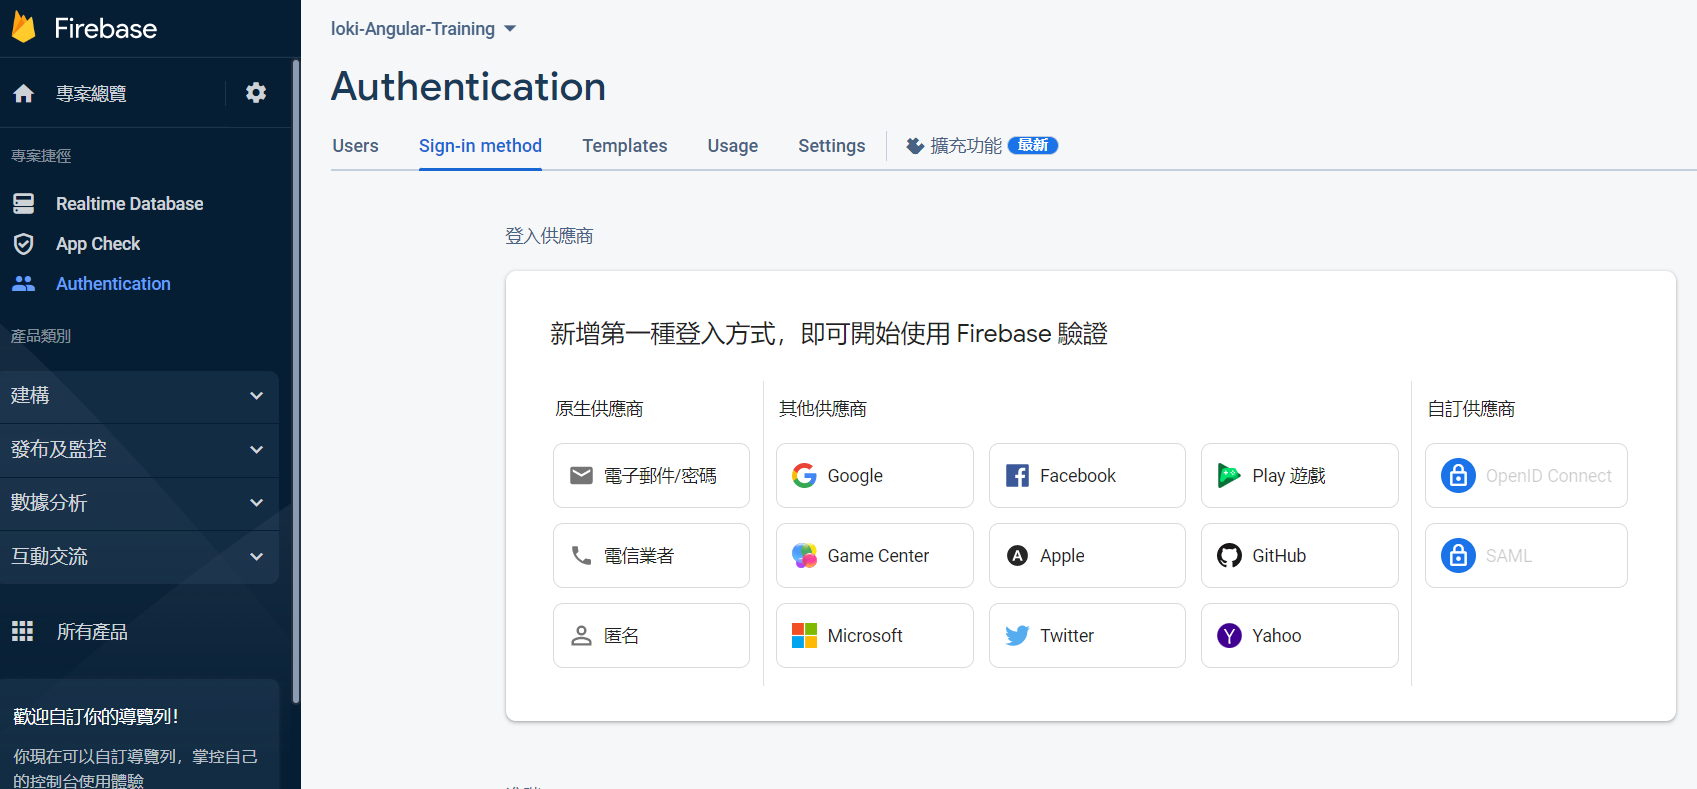 Firebase
專案總覽
專案捷徑
Realtime Database
App Check
Authentication
產品類別
建構
發布及監控
數據分析
互動交流
所有產品
歡迎自訂你的導覽列！
你現在可以自訂導覽列，掌控自己
的控制台使用體驗
loki-Angular-Training
Authentication
Users Sign-in method Templates Usage Settings 擴充功能 最新
登入供應商
新增第一種登入方式，即可開始使用 Firebase 驗證
原生供應商
電子郵件/密碼
電信業者
匿名
其他供應商
Google Facebook Play 遊戲
Game Center Apple GitHub
Microsoft Twitter Yahoo
自訂供應商
OpenID Connect
SAML